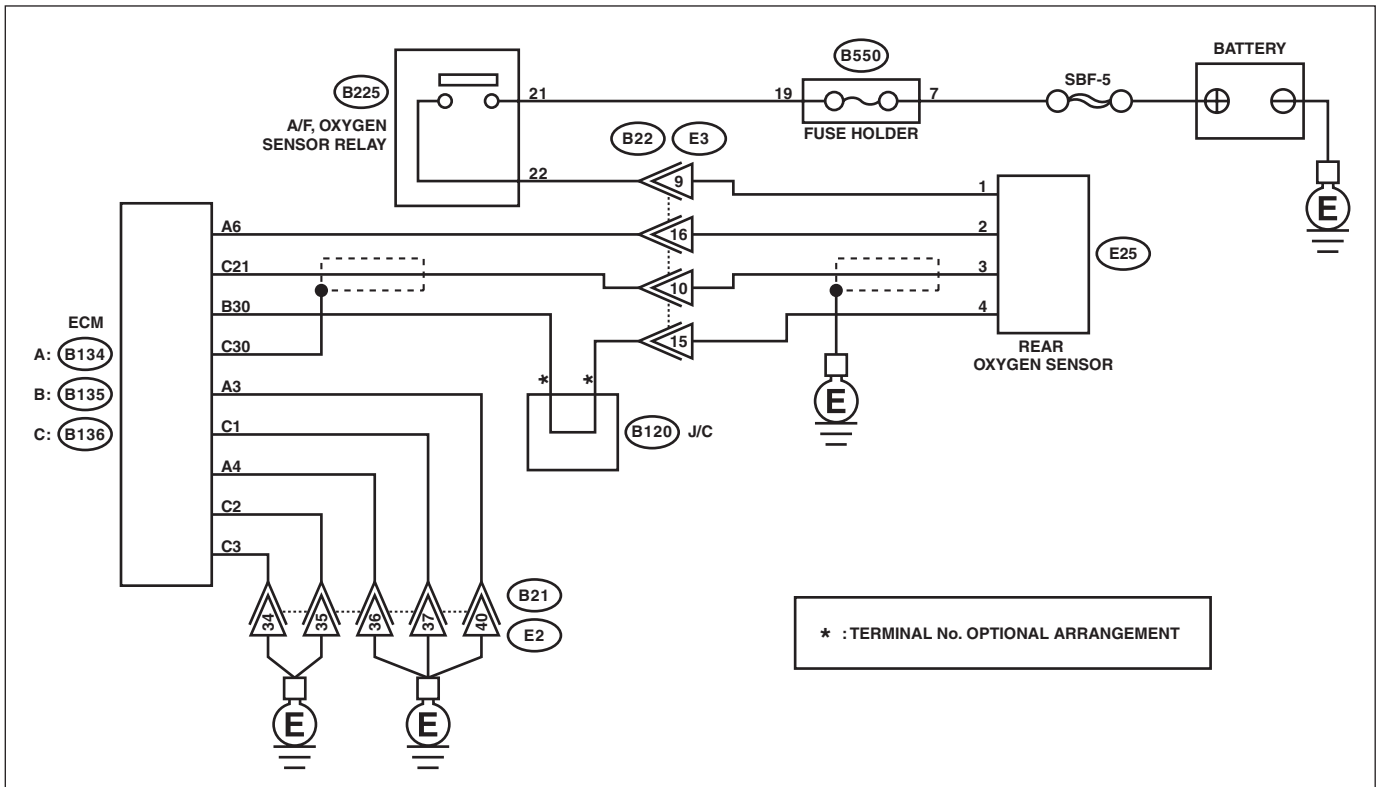 BATTERY
B550
SBF-5
B225
21
19
7
A/F, OXYGEN
SENSOR RELAY
FUSE HOLDER
B22
E3
22
9
1
E
A6
16
2
E25
C21
10
3
B30
15
4
ECM
C30
REAR
OXYGEN SENSOR
A: B134
A3
*
*
E
B: B135
C1
B120
J/C
C: B136
A4
C2
C3
34
35
36
37
40
B21
E2
* : TERMINAL No. OPTIONAL ARRANGEMENT
E
E